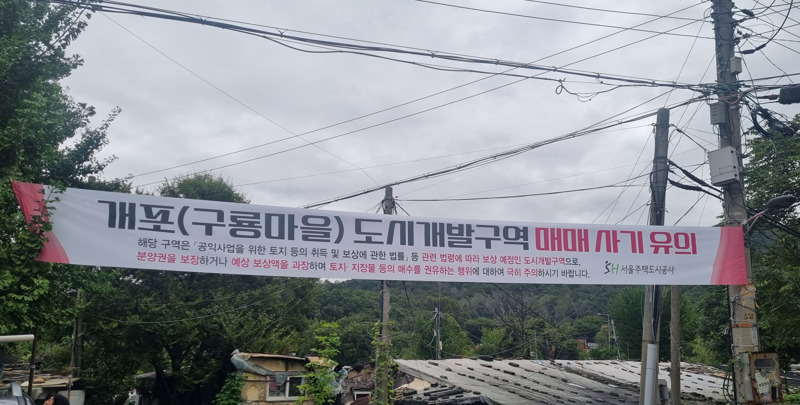 개포(구룡마을) 도시개발구역 매매 사기 유의
해당 구역은 「공익사업을 위한 토지 등의 취득 및 보상에 관한 법률」 등 관련 법령에 따라 보상 예정인 도시개발구역으로,
분양권을 보장하거나 예상 보상액을 과장하며 토지· 지장물 등의 매수를 권유하는 행위에 대하여 극히 주의하시기 바랍니다.
SH 서울주택도시공사